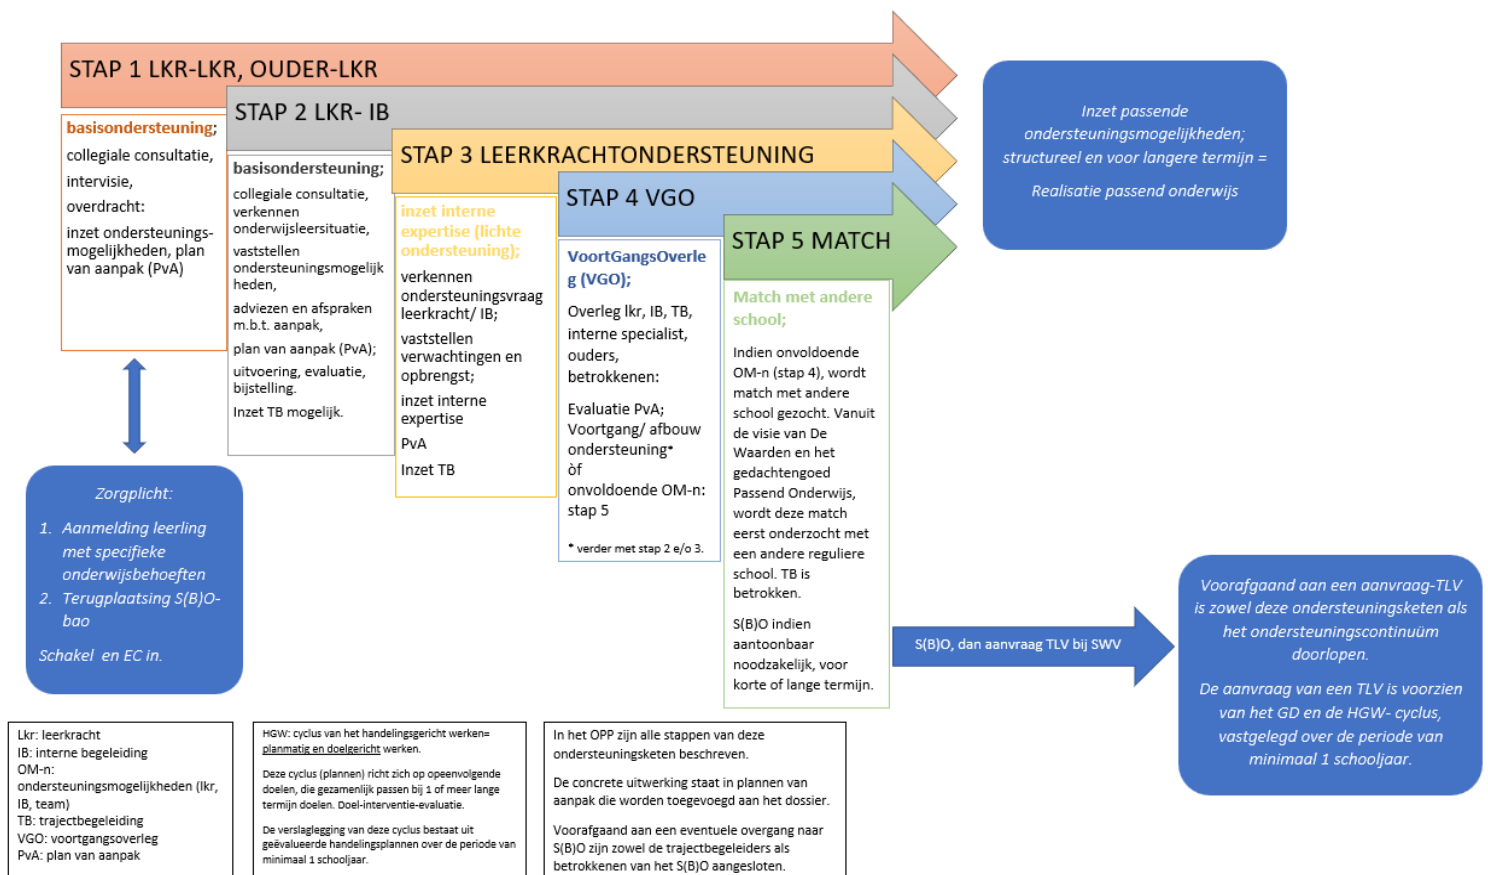 STAP 1 LKR-LKR, OUDER-LKR
basisondersteuning;
collegiale consultatie,
intervisie,
overdracht:
inzet ondersteunings-
mogelijkheden, plan
van aanpak (PvA)
STAP 2 LKR- IB
basisondersteuning;
collegiale consultatie,
verkennen
onderwijsleersituatie,
vaststellen
ondersteuningsmogelijk
heden,
adviezen en afspraken
m.b.t. aanpak,
plan van aanpak (PvA);
uitvoering, evaluatie,
bijstelling.
Inzet TB mogelijk.
STAP 3 LEERKRACHTONDERSTEUNING
inzet interne
expertise (lichte
ondersteuning);
verkennen
ondersteuningsvraag
leerkracht/ IB;
vaststellen
verwachtingen en
opbrengst;
inzet interne
expertise
PvA
Inzet TB
STAP 4 VGO
VoortGangsOverle
g (VGO);
Overleg lkr, IB, TB,
interne specialist,
ouders,
betrokkenen:
Evaluatie PvA;
Voortgang/ afbouw
ondersteuning*
òf
onvoldoende OM-n:
stap 5
* verder met stap 2 e/o 3.
STAP 5 MATCH
Match met andere
school;
Indien onvoldoende
OM-n (stap 4), wordt
match met andere
school gezocht. Vanuit
de visie van De
Waarden en het
gedachtengoed
Passend Onderwijs,
wordt deze match
eerst onderzocht met
een andere reguliere
school. TB is
betrokken.
S(B)O indien
aantoonbaar
noodzakelijk, voor
korte of lange termijn.
Inzet passende
ondersteuningsmogelijkheden;
structureel en voor langere termijn =
Realisatie passend onderwijs
Zorgplicht:
1. Aanmelding leerling
met specifieke
onderwijsbehoeften
2. Terugplaatsing S(B)O-
bao
Schakel en EC in.
S(B)O, dan aanvraag TLV bij SWV
Voorafgaand aan een aanvraag-TLV
is zowel deze ondersteuningsketen als
het ondersteuningscontinuüm
doorlopen.
De aanvraag van een TLV is voorzien
van het GD en de HGW- cyclus,
vastgelegd over de periode van
minimaal 1 schooljaar.
Lkr: leerkracht
IB: interne begeleiding
OM-n:
ondersteuningsmogelijkheden (lkr,
IB, team)
TB: trajectbegeleiding
VGO: voortgangsoverleg
PvA: plan van aanpak
HGW: cyclus van het handelingsgericht werken=
planmatig en doelgericht werken.
Deze cyclus (plannen) richt zich op opeenvolgende
doelen, die gezamenlijk passen bij 1 of meer lange
termijn doelen. Doel-interventie-evaluatie.
De verslaglegging van deze cyclus bestaat uit
geëvalueerde handelingsplannen over de periode van
minimaal 1 schooljaar.
In het OPP zijn alle stappen van deze
ondersteuningsketen beschreven.
De concrete uitwerking staat in plannen van
aanpak die worden toegevoegd aan het dossier.
Voorafgaand aan een eventuele overgang naar
S(B)O zijn zowel de trajectbegeleiders als
betrokkenen van het S(B)O aangesloten.